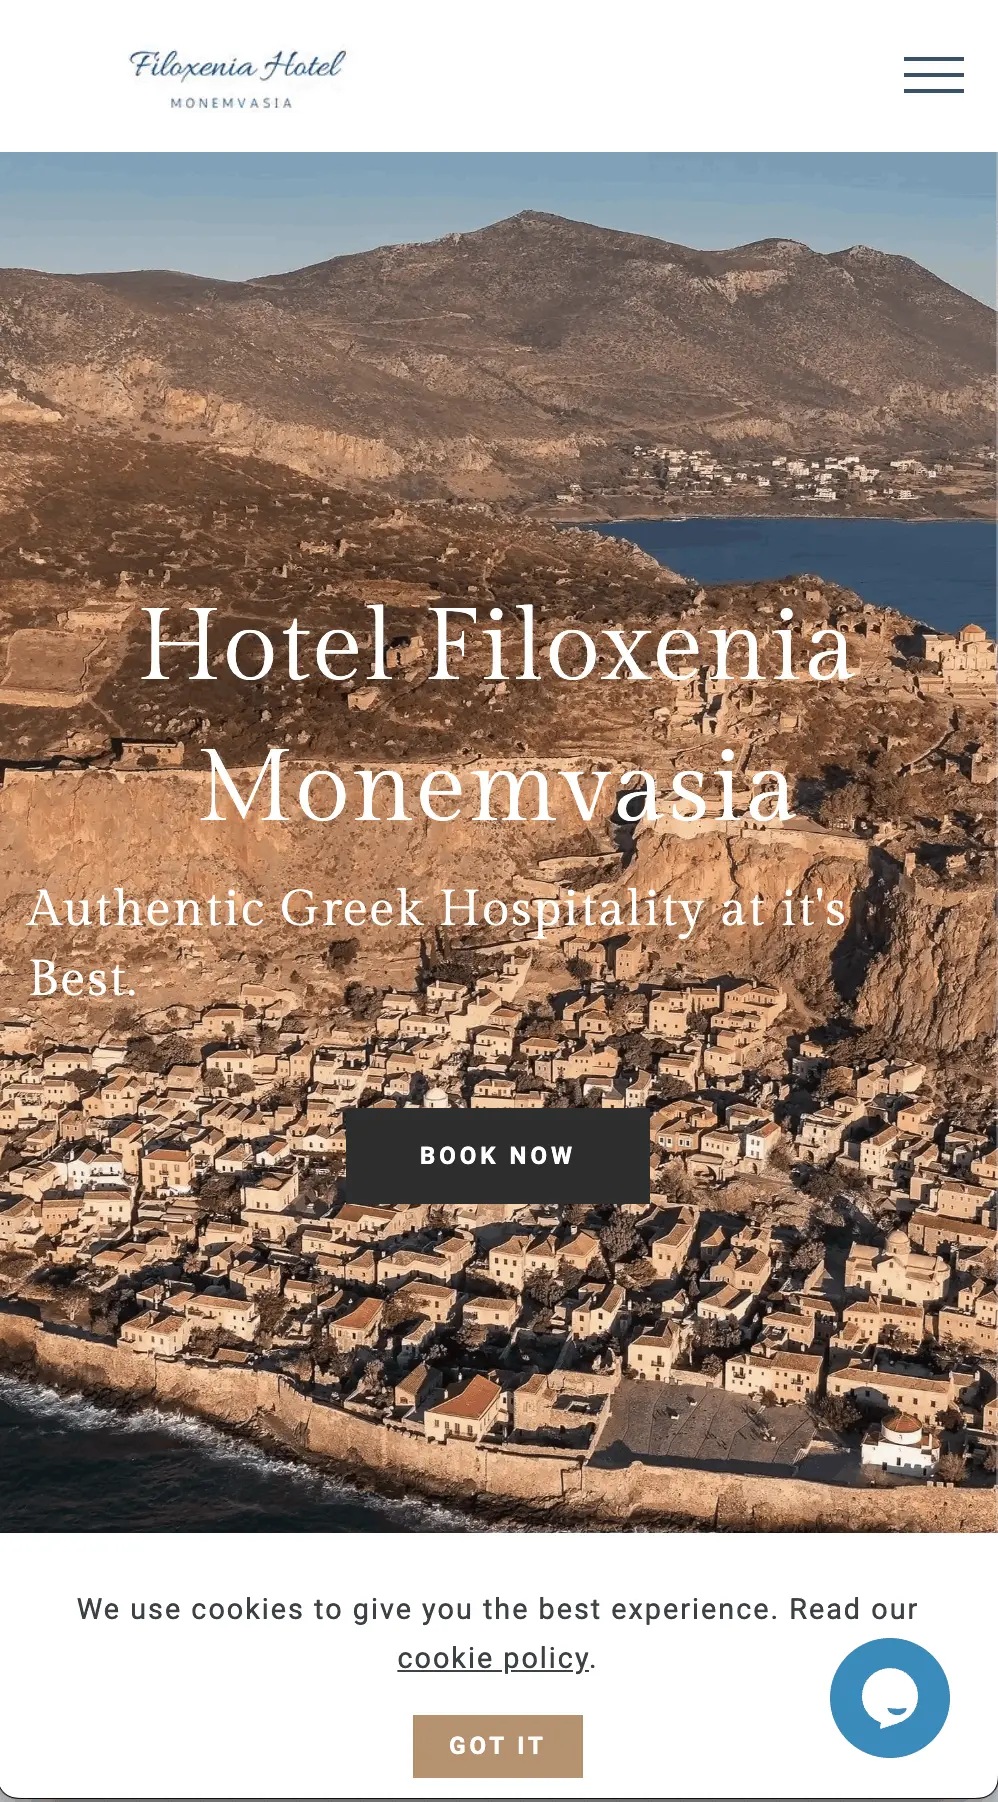 Filoxenia Hotel
MONEMVASIA
Hotel Filoxenia
Monemvasia
Authentic Greek Hospitality at it's
Best.
BOOK NOW
We use cookies to give you the best experience. Read our
cookie policy.
GOT IT